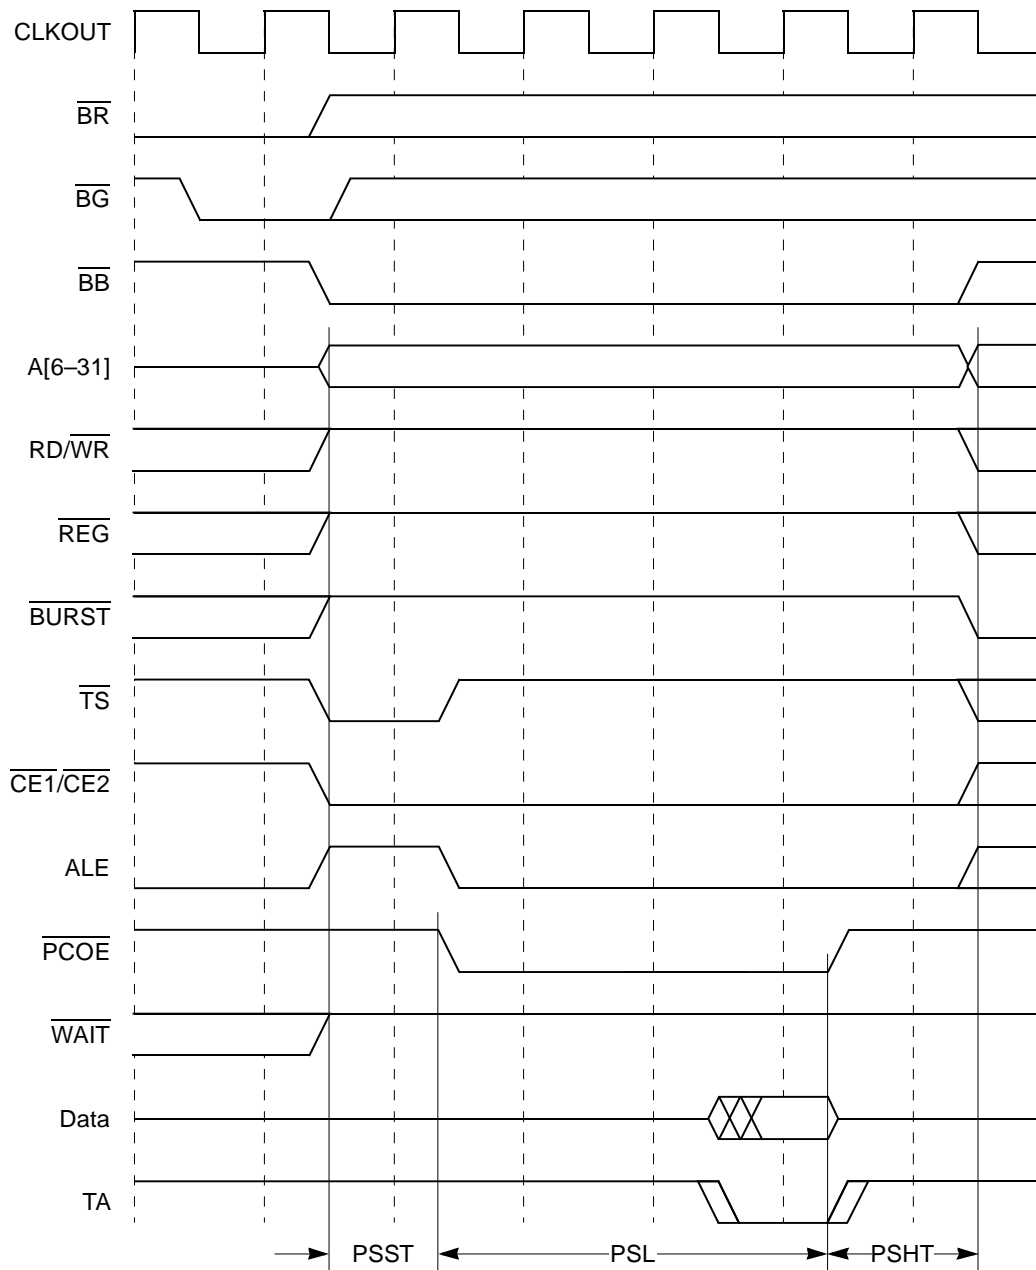 CLKOUT
BR
BG
BB
A[6–31]
RD/WR
REG
BURST
TS
CE1/CE2
ALE
PCOE
WAIT
Data
TA
PSST PSL PSHT